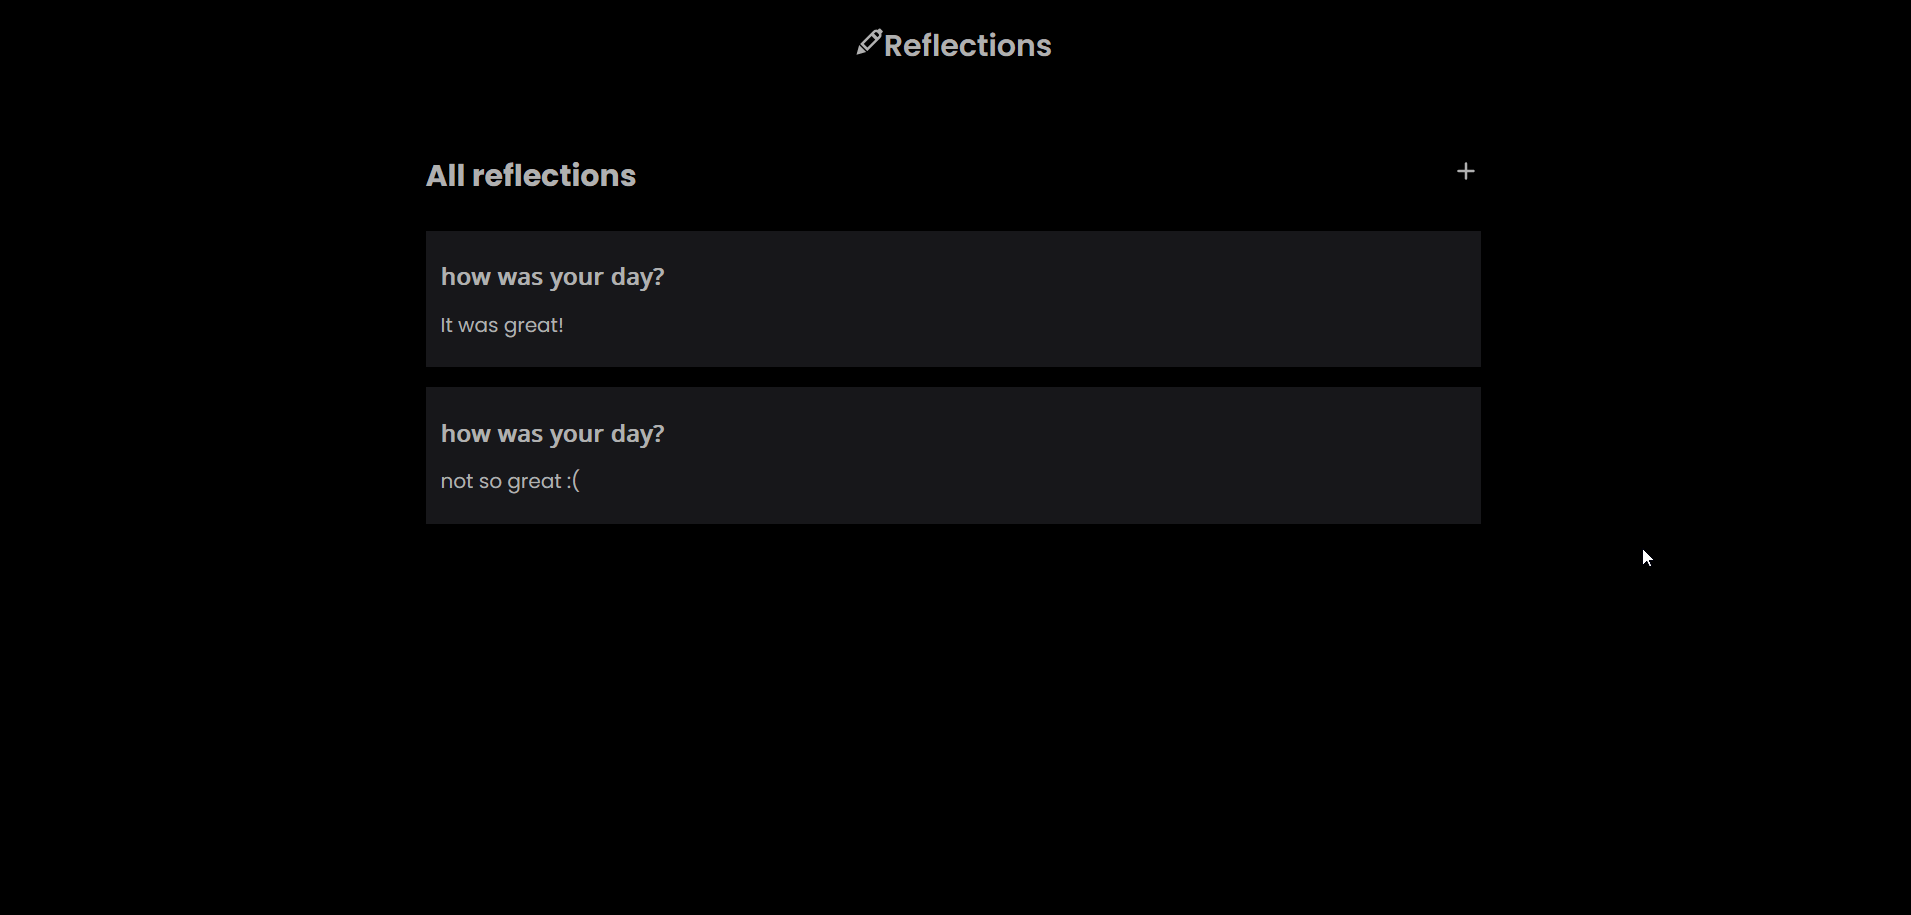 Reflections
All reflections
how was your day?
It was great!
how was your day?
not so great :(